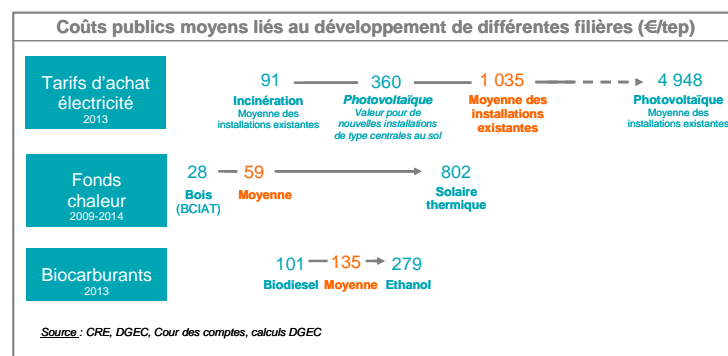 Coûts publics moyens liés au développement de différentes filières (€/tep)
Tarifs d'achat
électricité
2013
91
Incinération
Moyenne des
installations existantes
360
Photovoltaïque
Valeur pour de
nouvelles installations
de type centrales au sol
1 035
Moyenne des
installations
existantes
4 948
Photovoltaïque
Moyenne des
installations existantes
Fonds
chaleur
2009-2014
28
Bois
(BCIAT)
59
Moyenne
802
Solaire
thermique
Biocarburants
2013
101
Biodiesel
135
Moyenne
279
Ethanol
Source : CRE, DGEC, Cour des comptes, calculs DGEC